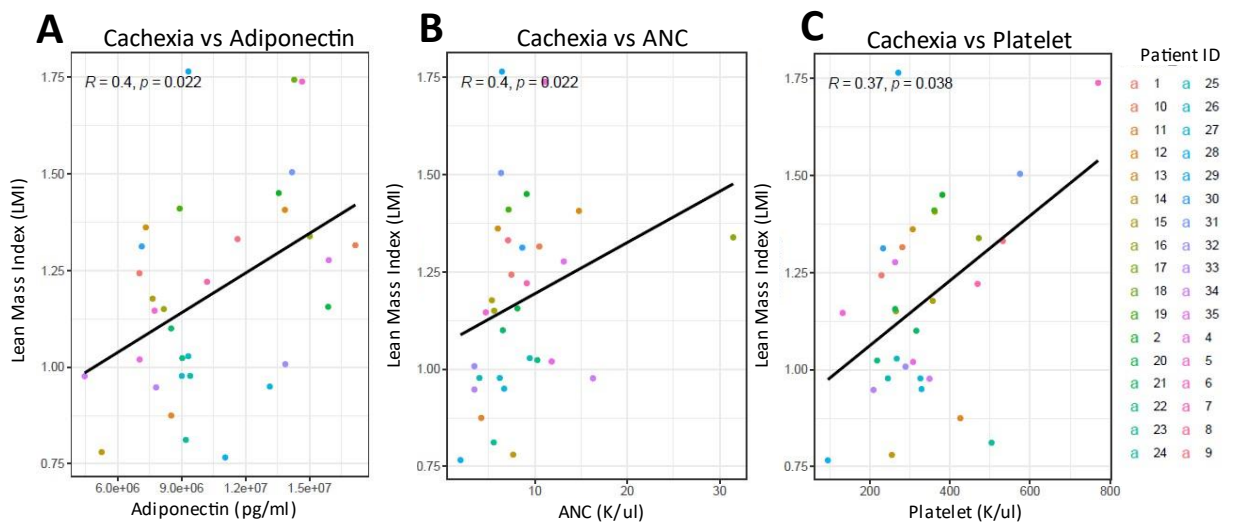 A
Cachexia vs Adiponectin
R = 0.4, p = 0.022
Lean Mass Index (LMI)
1.75
1.50
1.25
1.00
0.75
6.0e+06 9.0e+06 1.2e+07 1.5e+07
Adiponectin (pg/ml)
B
Cachexia vs ANC
R = 0.4, p = 0.022
Lean Mass Index (LMI)
1.75
1.50
1.25
1.00
0.75
10 20 30
ANC (K/ul)
C
Cachexia vs Platelet
R = 0.37, p = 0.038
Lean Mass Index (LMI)
1.75
1.50
1.25
1.00
0.75
200 400 600 800
Platelet (K/ul)
Patient ID
a 1 a 25
a 10 a 26
a 11 a 27
a 12 a 28
a 13 a 29
a 14 a 30
a 15 a 31
a 16 a 32
a 17 a 33
a 18 a 34
a 19 a 35
a 2 a 4
a 20 a 5
a 21 a 6
a 22 a 7
a 23 a 8
a 24 a 9